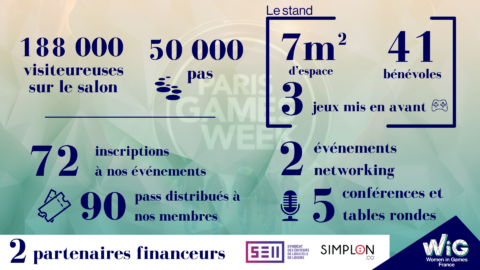 Le stand
188 000
visiteureuses
sur le salon
50 000
pas
7m²
d'espace
41
bénévoles
3 jeux mis en avant
PARIS
GAMES
WEEK
72 inscriptions
à nos événements
90 pass distribués à
nos membres
2 événements
networking
5 conférences et
tables rondes
2 partenaires financeurs
SELL
SYNDICAT
DES ÉDITEURS
DE LOGICIELS
DE LOISIRS
SIMPLON
.CO
WiG
Women in Games
France